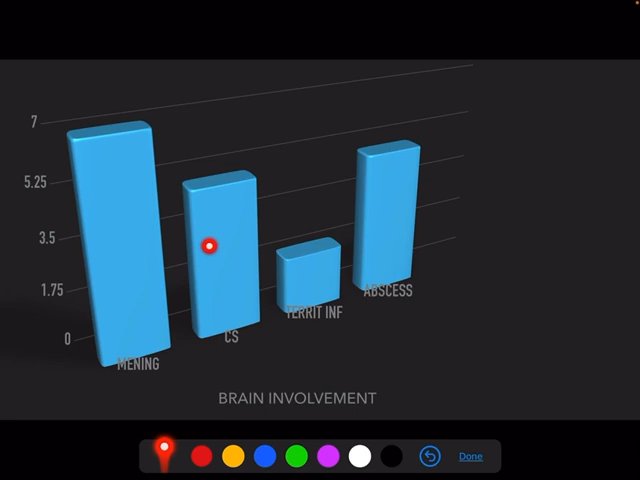 7
5.25
3.5
1.75
0
MENING
CS
TERRIT INF
ABSCESS
BRAIN INVOLVEMENT
Done